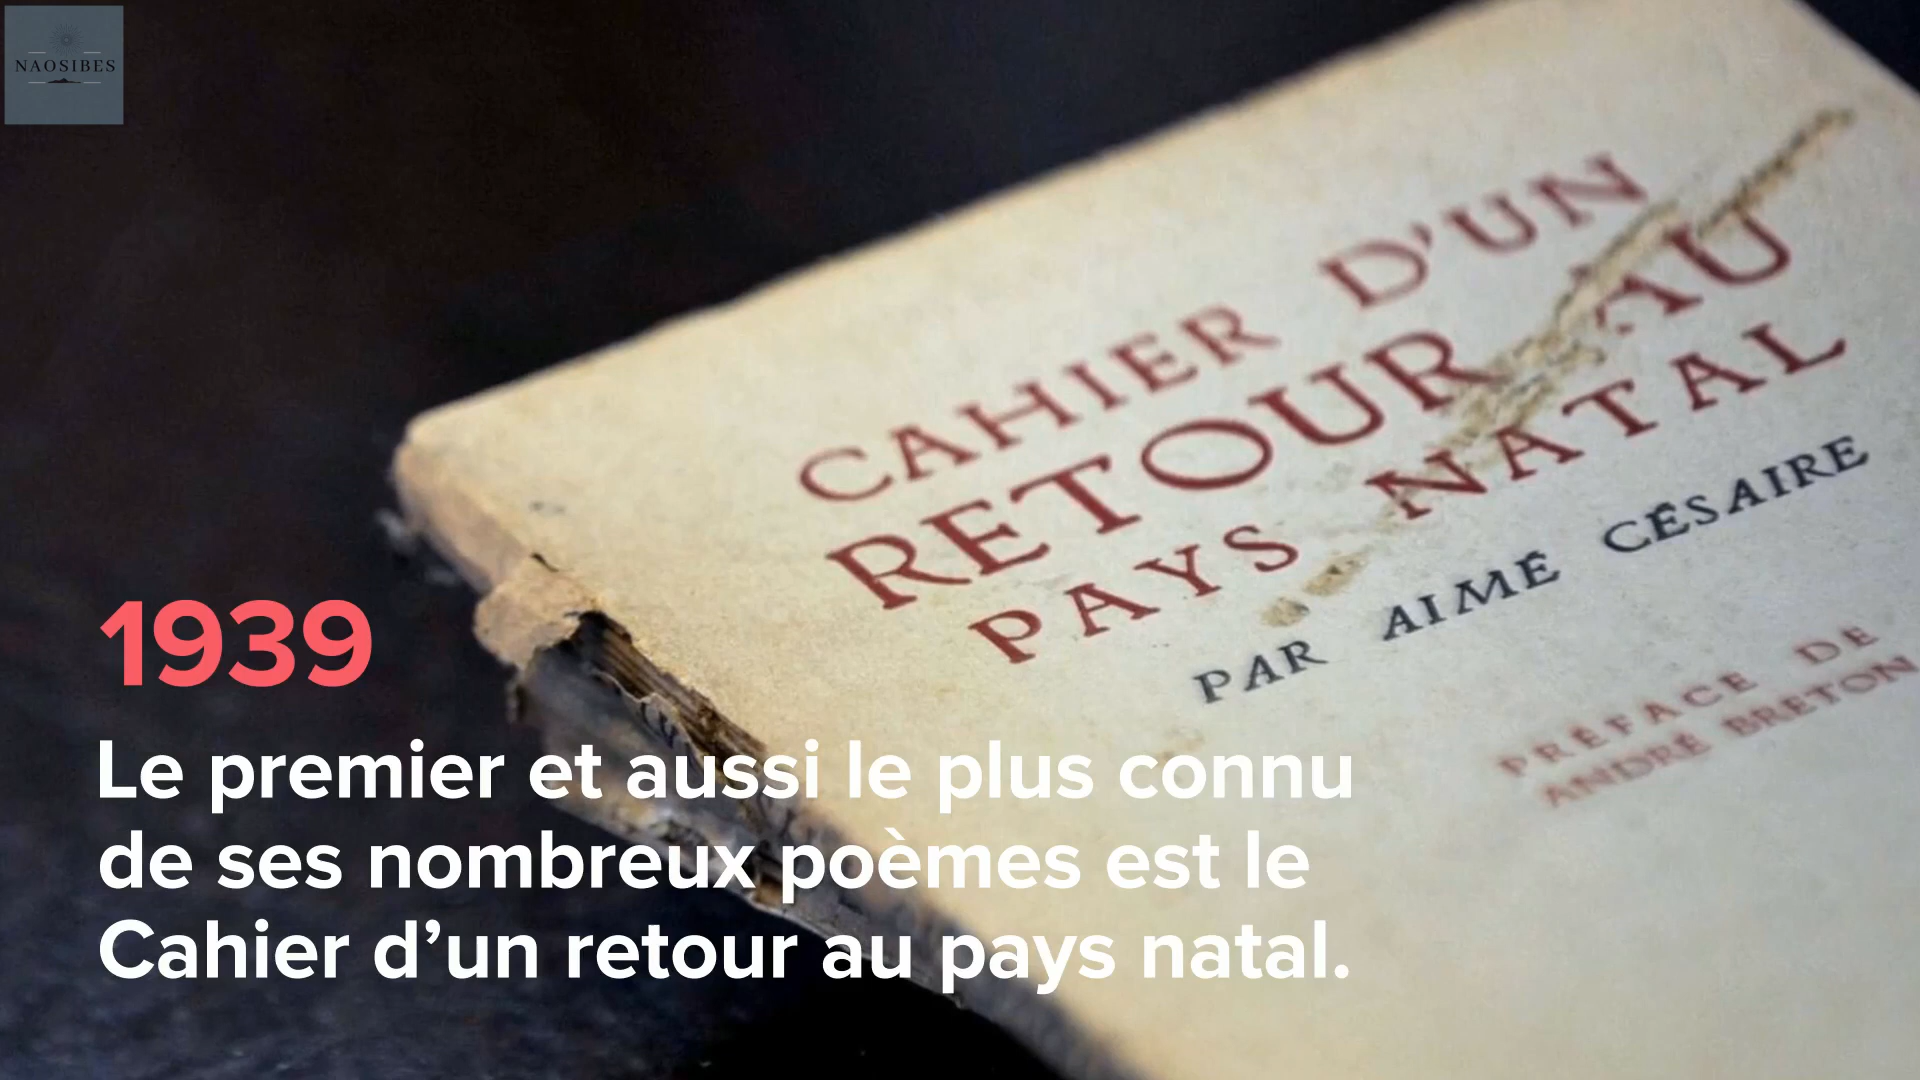 NAOSIBES
CAHIER D'UN
RETOUR AU
PAYS NATAL
PAR AIMÉ CÉSAIRE
PRÉFACE DE
ANDRÉ BRETON
1939
Le premier et aussi le plus connu
de ses nombreux poèmes est le
Cahier d’un retour au pays natal.